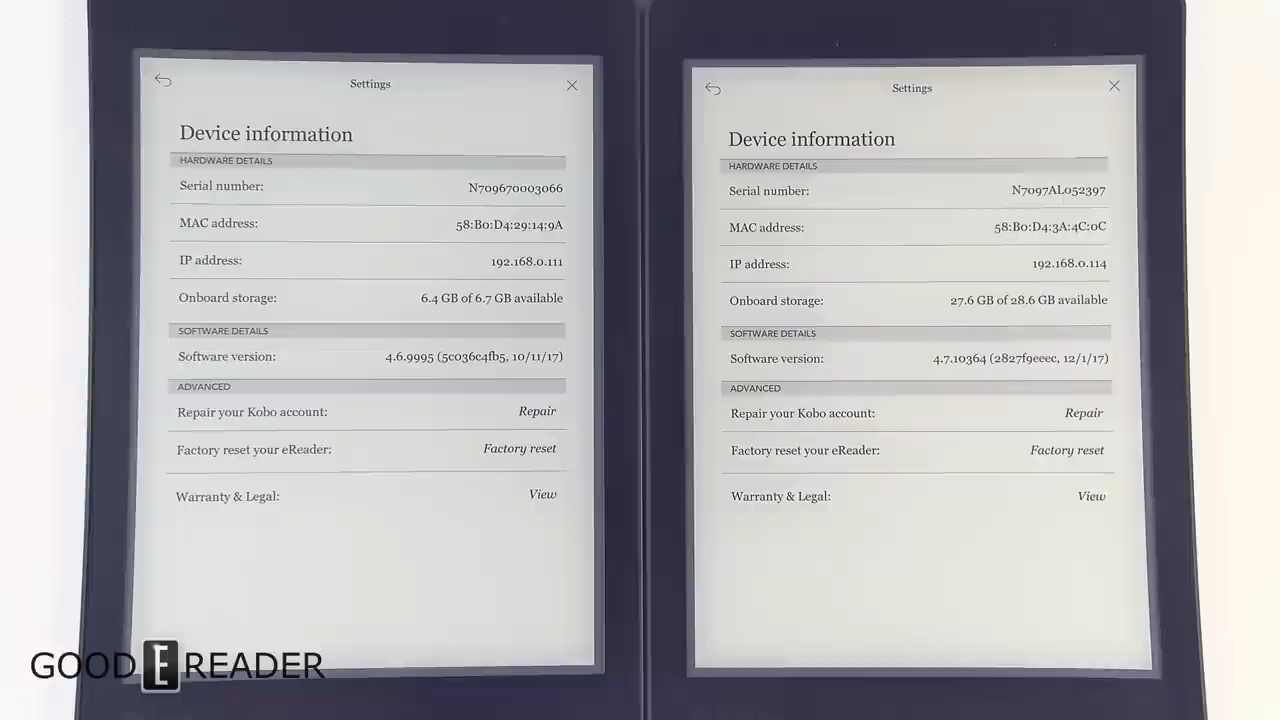 Settings
Device information
HARDWARE DETAILS
Serial number: N709670003066
MAC address: 58:B0:D4:29:14:9A
IP address: 192.168.0.111
Onboard storage: 6.4 GB of 6.7 GB available
SOFTWARE DETAILS
Software version: 4.6.9995 (5c036c4fb5, 10/11/17)
ADVANCED
Repair your Kobo account: Repair
Factory reset your eReader: Factory reset
Warranty & Legal: View
Settings
Device information
HARDWARE DETAILS
Serial number: N7097AL052397
MAC address: 58:B0:D4:3A:4C:0C
IP address: 192.168.0.114
Onboard storage: 27.6 GB of 28.6 GB available
SOFTWARE DETAILS
Software version: 4.7.10364 (2827f9eeec, 12/1/17)
ADVANCED
Repair your Kobo account: Repair
Factory reset your eReader: Factory reset
Warranty & Legal: View
GOOD E READER